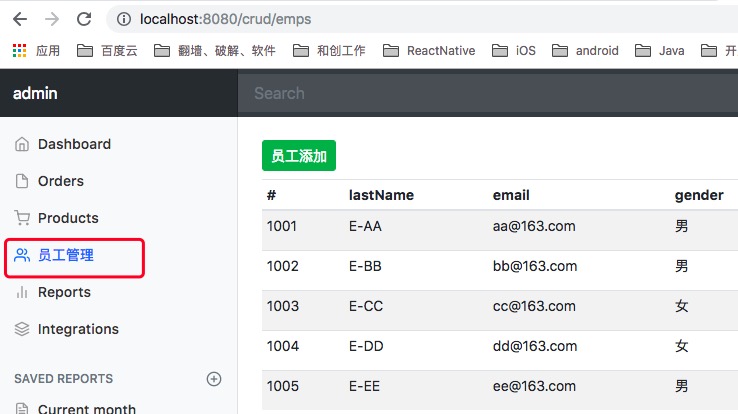 localhost:8080/crud/emps
应用 百度云 翻墙、破解、软件 和创工作 ReactNative iOS android Java 开
admin Search
Dashboard
Orders
Products
员工管理
Reports
Integrations
SAVED REPORTS
Current month
员工添加
# lastName email gender
1001 E-AA aa@163.com 男
1002 E-BB bb@163.com 男
1003 E-CC cc@163.com 女
1004 E-DD dd@163.com 女
1005 E-EE ee@163.com 男